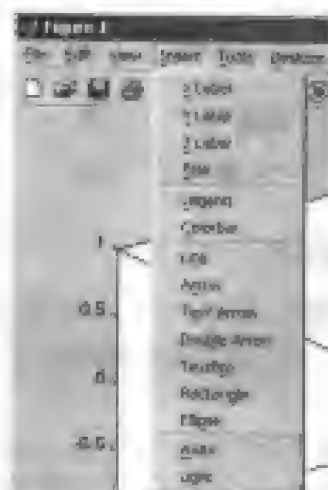 Figure 1
File Edit View Insert Tools Desktop
X Label
Y Label
Z Label
Title
Legend
Colorbar
Line
Arrow
Text Arrow
Double Arrow
TextBox
Rectangle
Ellipse
Axes
Light
1
0.5
0
-0.5